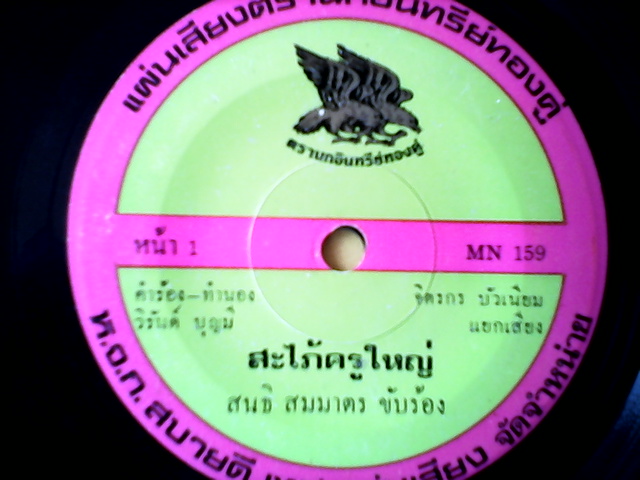 แผ่นเสียงตรานกอินทรีย์ทองคู่
ตรานกอินทรีย์ทองคู่
หน้า 1
MN 159
คำร้อง-ทำนอง
จิตรกร บัวเนียม
วิรันต์ บุญมี
แยกเสียง
สะใภ้ครูใหญ่
สนธิ สมมาตร ขับร้อง
ห.จ.ก. สบายดี
จัดจำหน่าย